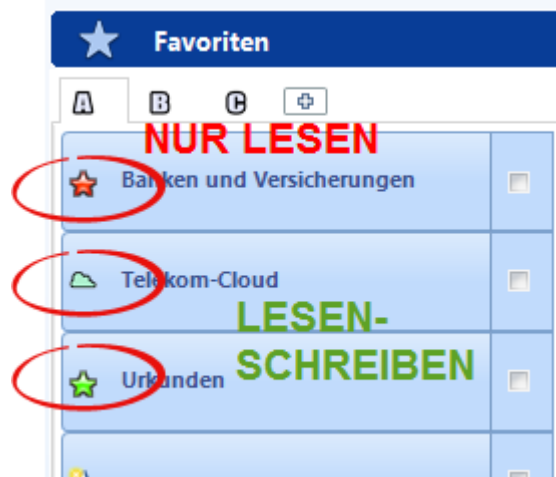 Favoriten
A B C
NUR LESEN
Banken und Versicherungen
Telekom-Cloud
LESEN-
SCHREIBEN
Urkunden